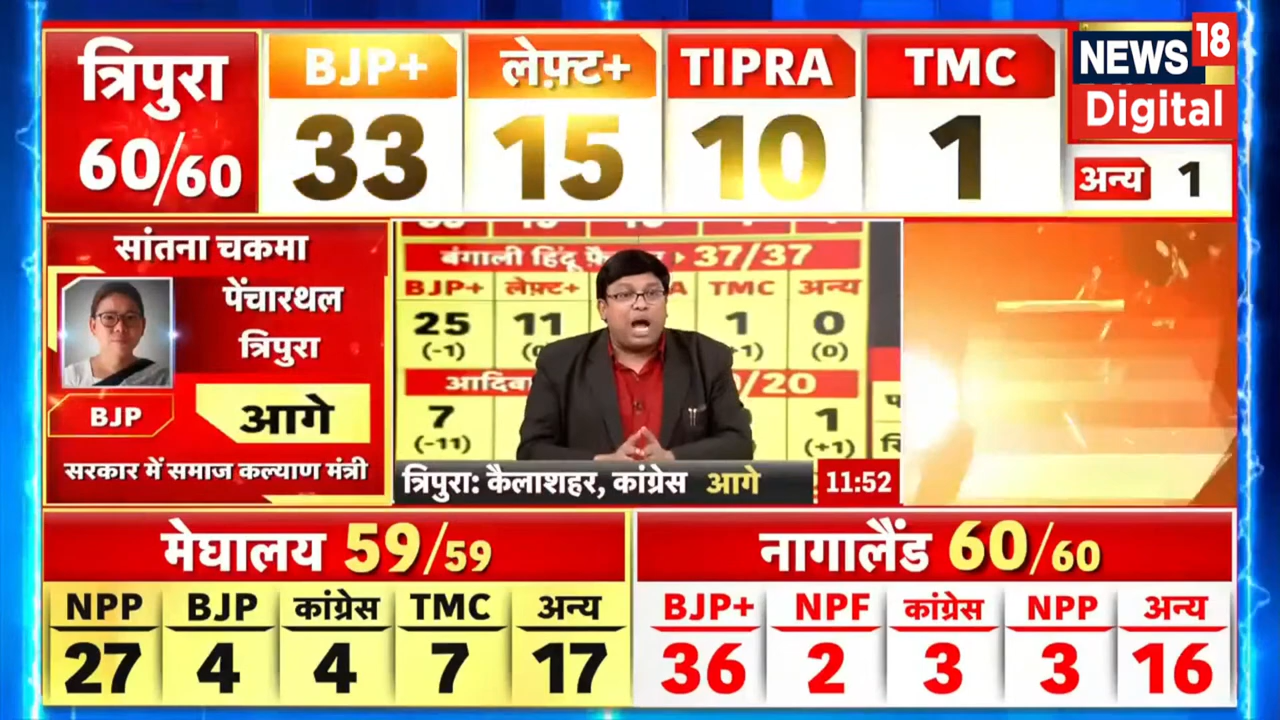 त्रिपुरा
60/60
BJP+ लेफ़्ट+ TIPRA TMC
33 15 10 1
NEWS 18
Digital
अन्य 1
सांतना चकमा
पेंचारथल
त्रिपुरा
BJP
आगे
सरकार में समाज कल्याण मंत्री
बंगाली हिंदू 37/37
BJP+ लेफ़्ट+ TMC अन्य
25 11 1 0
(-1) (0)
/20
7 1
(-11) (+1)
त्रिपुरा: कैलाशहर, कांग्रेस आगे
11:52
मेघालय 59/59
NPP BJP कांग्रेस TMC अन्य
27 4 4 7 17
नागालैंड 60/60
BJP+ NPF कांग्रेस NPP अन्य
36 2 3 3 16